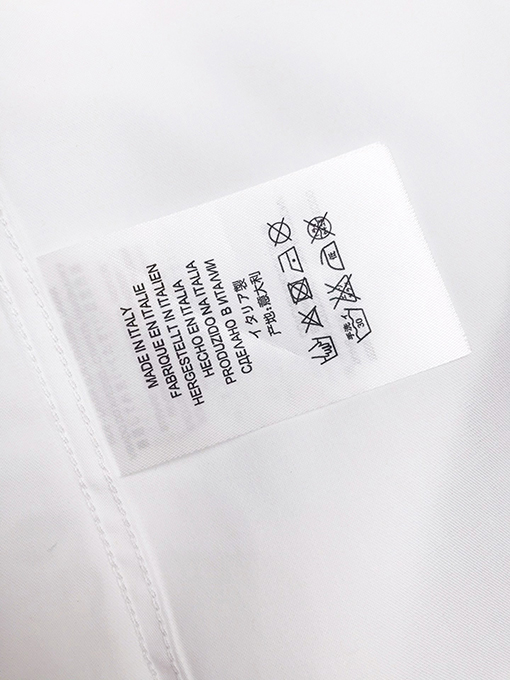 MADE IN ITALY
FABRIQUE EN ITALIE
HERGESTELLT IN ITALIEN
HECHO EN ITALIA
PRODUZIDO NA ITALIA
СДЕЛАНО В ИТАЛИИ
イタリア製
产地:意大利